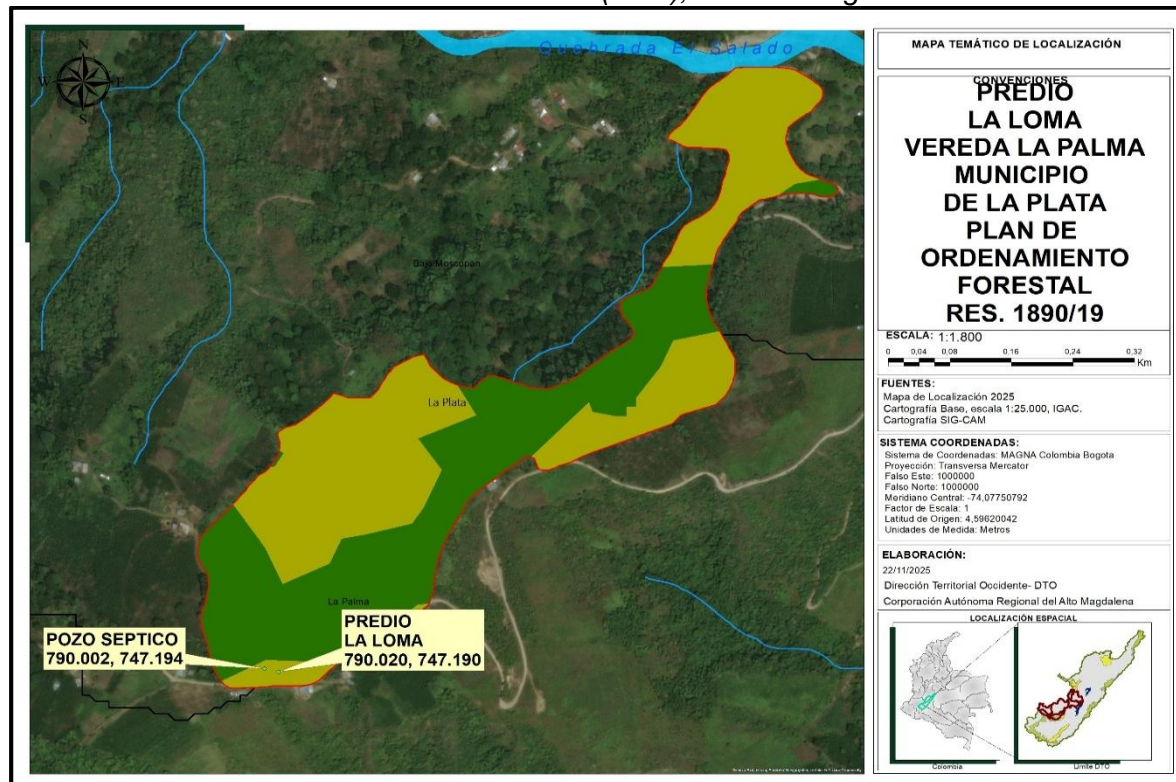 Quebrada El Salado
N
W E
S
Bajo Moscopan
La Plata
La Palma
POZO SEPTICO
790.002, 747.194
PREDIO
LA LOMA
790.020, 747.190
MAPA TEMÁTICO DE LOCALIZACIÓN
CONVENCIONES
PREDIO
LA LOMA
VEREDA LA PALMA
MUNICIPIO
DE LA PLATA
PLAN DE
ORDENAMIENTO
FORESTAL
RES. 1890/19
ESCALA: 1:1.800
0 0,04 0,08 0,16 0,24 0,32
Km
FUENTES:
Mapa de Localización 2025
Cartografía Base, escala 1:25.000, IGAC.
Cartografía SIG-CAM
SISTEMA COORDENADAS:
Sistema de Coordenadas: MAGNA Colombia Bogota
Proyección: Transversa Mercator
Falso Este: 1000000
Falso Norte: 1000000
Meridiano Central: -74,07750792
Factor de Escala: 1
Latitud de Origen: 4,59620042
Unidades de Medida: Metros
ELABORACIÓN:
22/11/2025
Dirección Territorial Occidente- DTO
Corporación Autónoma Regional del Alto Magdalena
LOCALIZACIÓN ESPACIAL
Colombia
Límite DTO